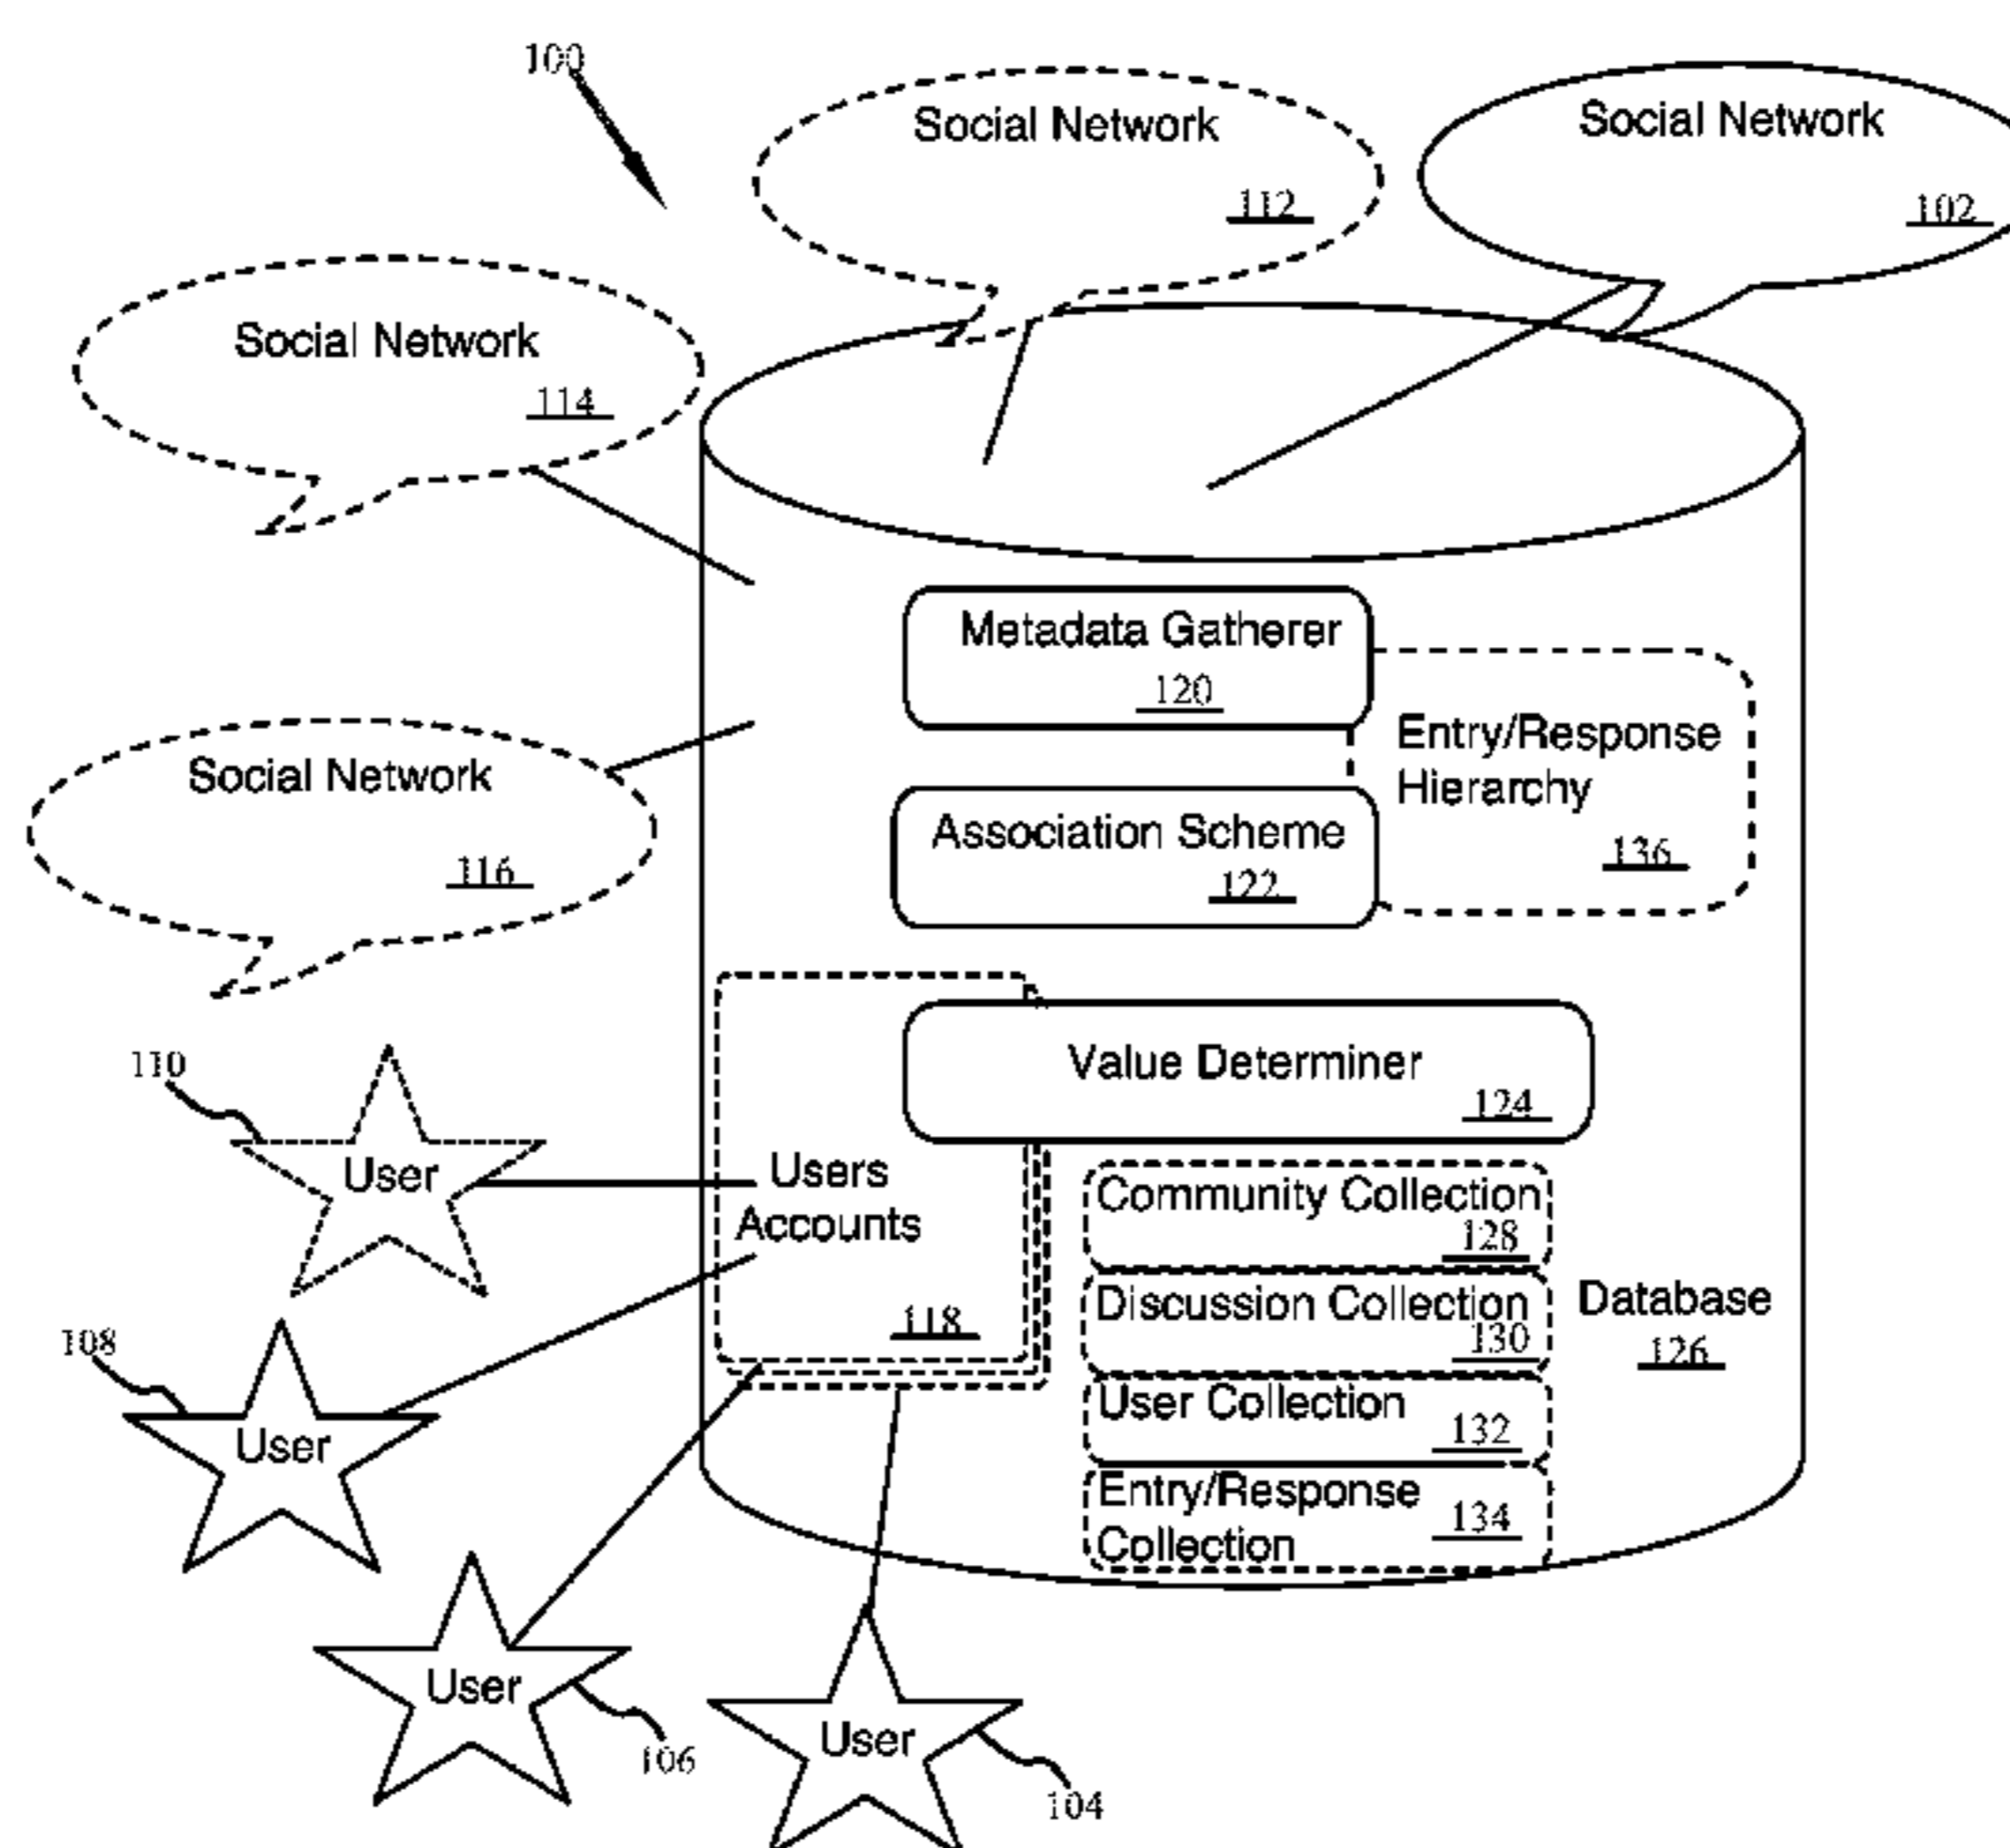 100
Social Network
112
Social Network
102
Social Network
114
Metadata Gatherer
120
Entry/Response
Hierarchy
136
Social Network
116
Association Scheme
122
Value Determiner
124
110
User
Users
Accounts
118
Community Collection
128
Discussion Collection
130
Database
126
User Collection
132
Entry/Response
Collection
134
108
User
User
106
User
104